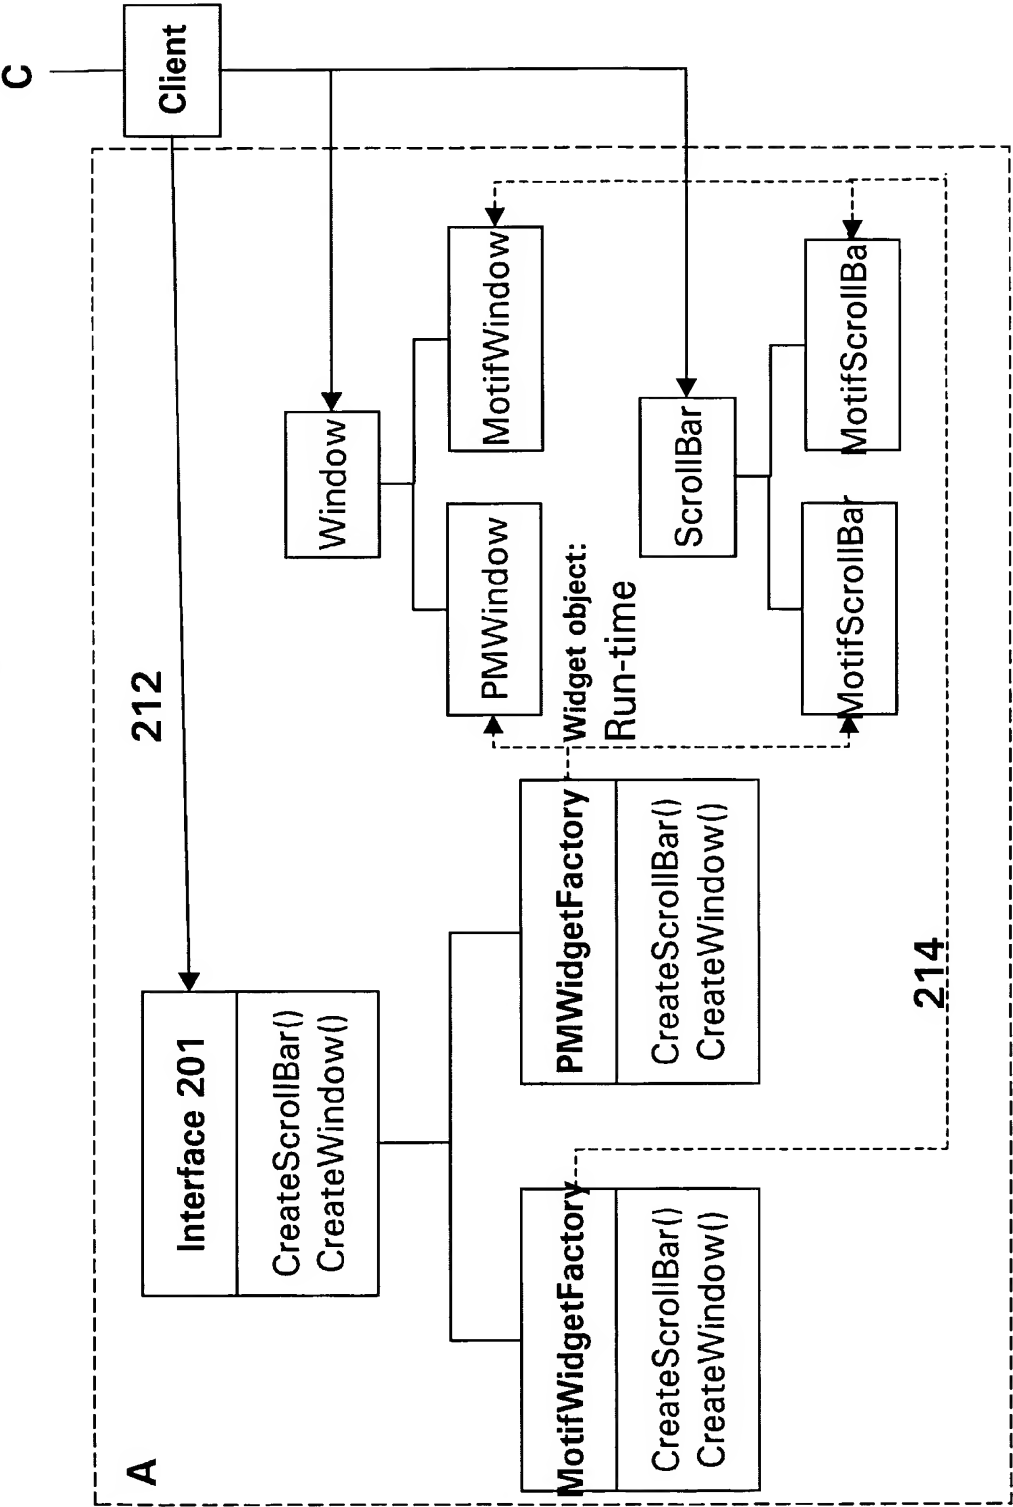 C
Client
A
212
Interface 201
CreateScrollBar()
CreateWindow()
Window
PMWindow
MotifWindow
MotifWidgetFactory
CreateScrollBar()
CreateWindow()
PMWidgetFactory
CreateScrollBar()
CreateWindow()
Widget object:
Run-time
ScrollBar
MotifScrollBar
MotifScrollBa
214